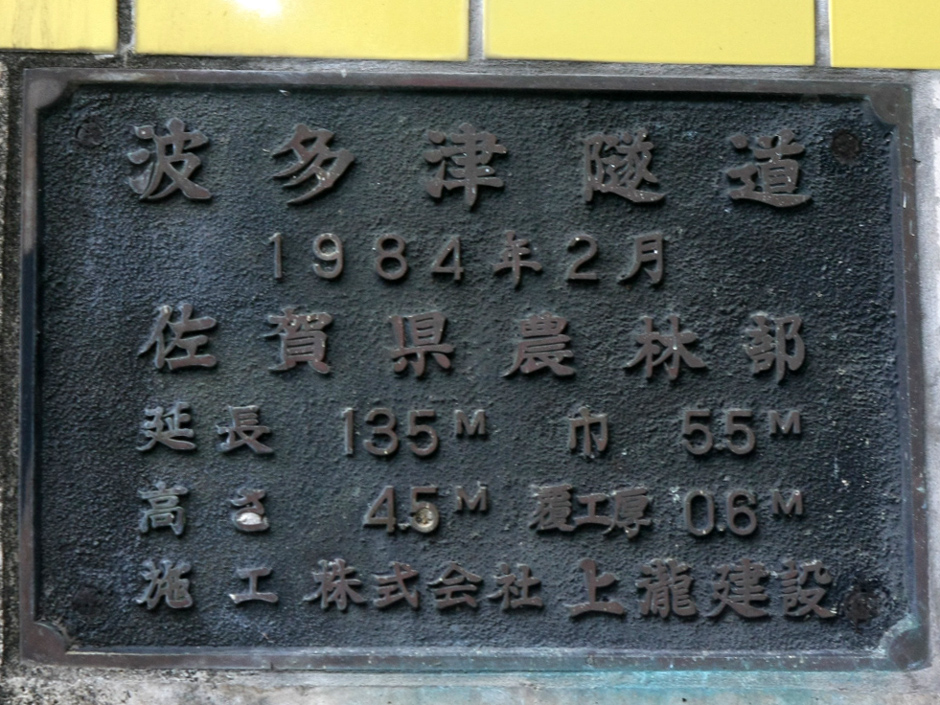 波多津隧道
1984年2月
佐賀県農林部
延長 135M 巾 5.5M
高さ 4.5M 覆工厚 0.6M
施工 株式会社上瀧建設